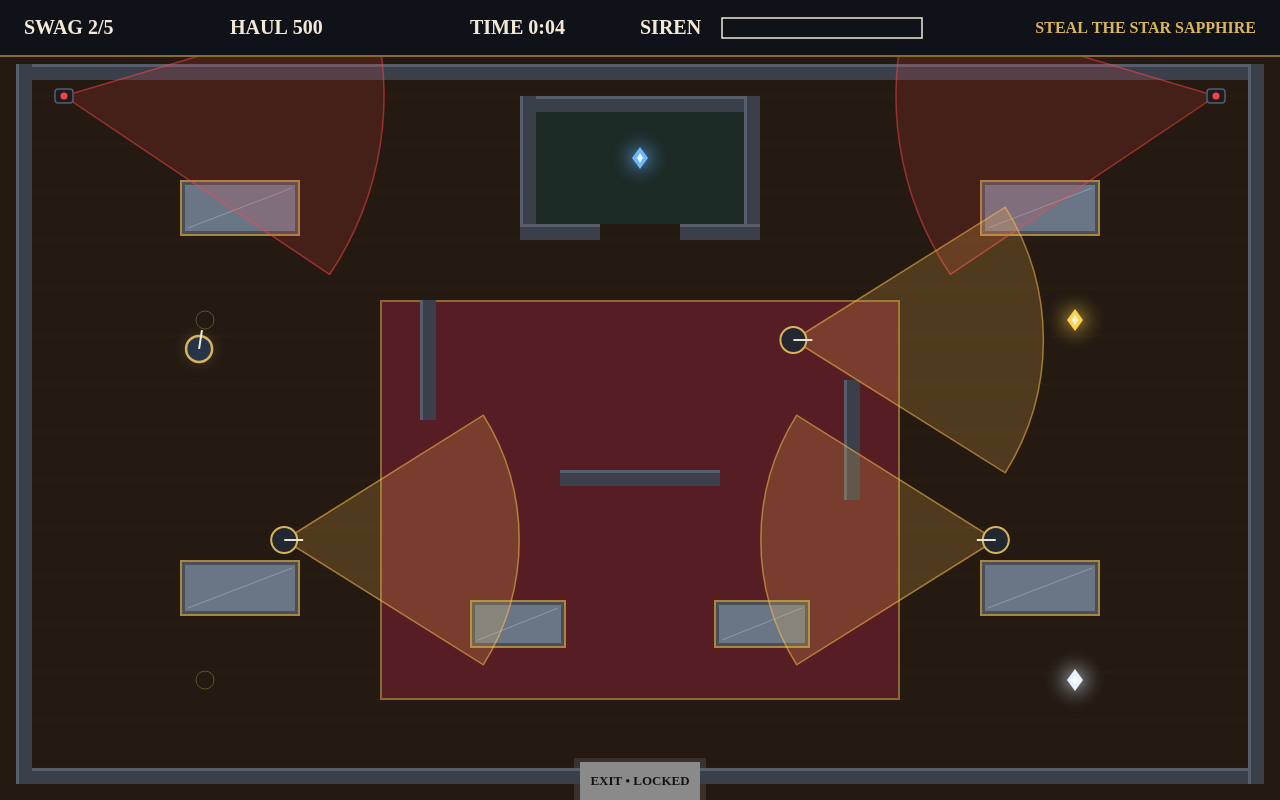 SWAG 2/5
HAUL 500
TIME 0:04
SIREN
STEAL THE STAR SAPPHIRE
EXIT • LOCKED